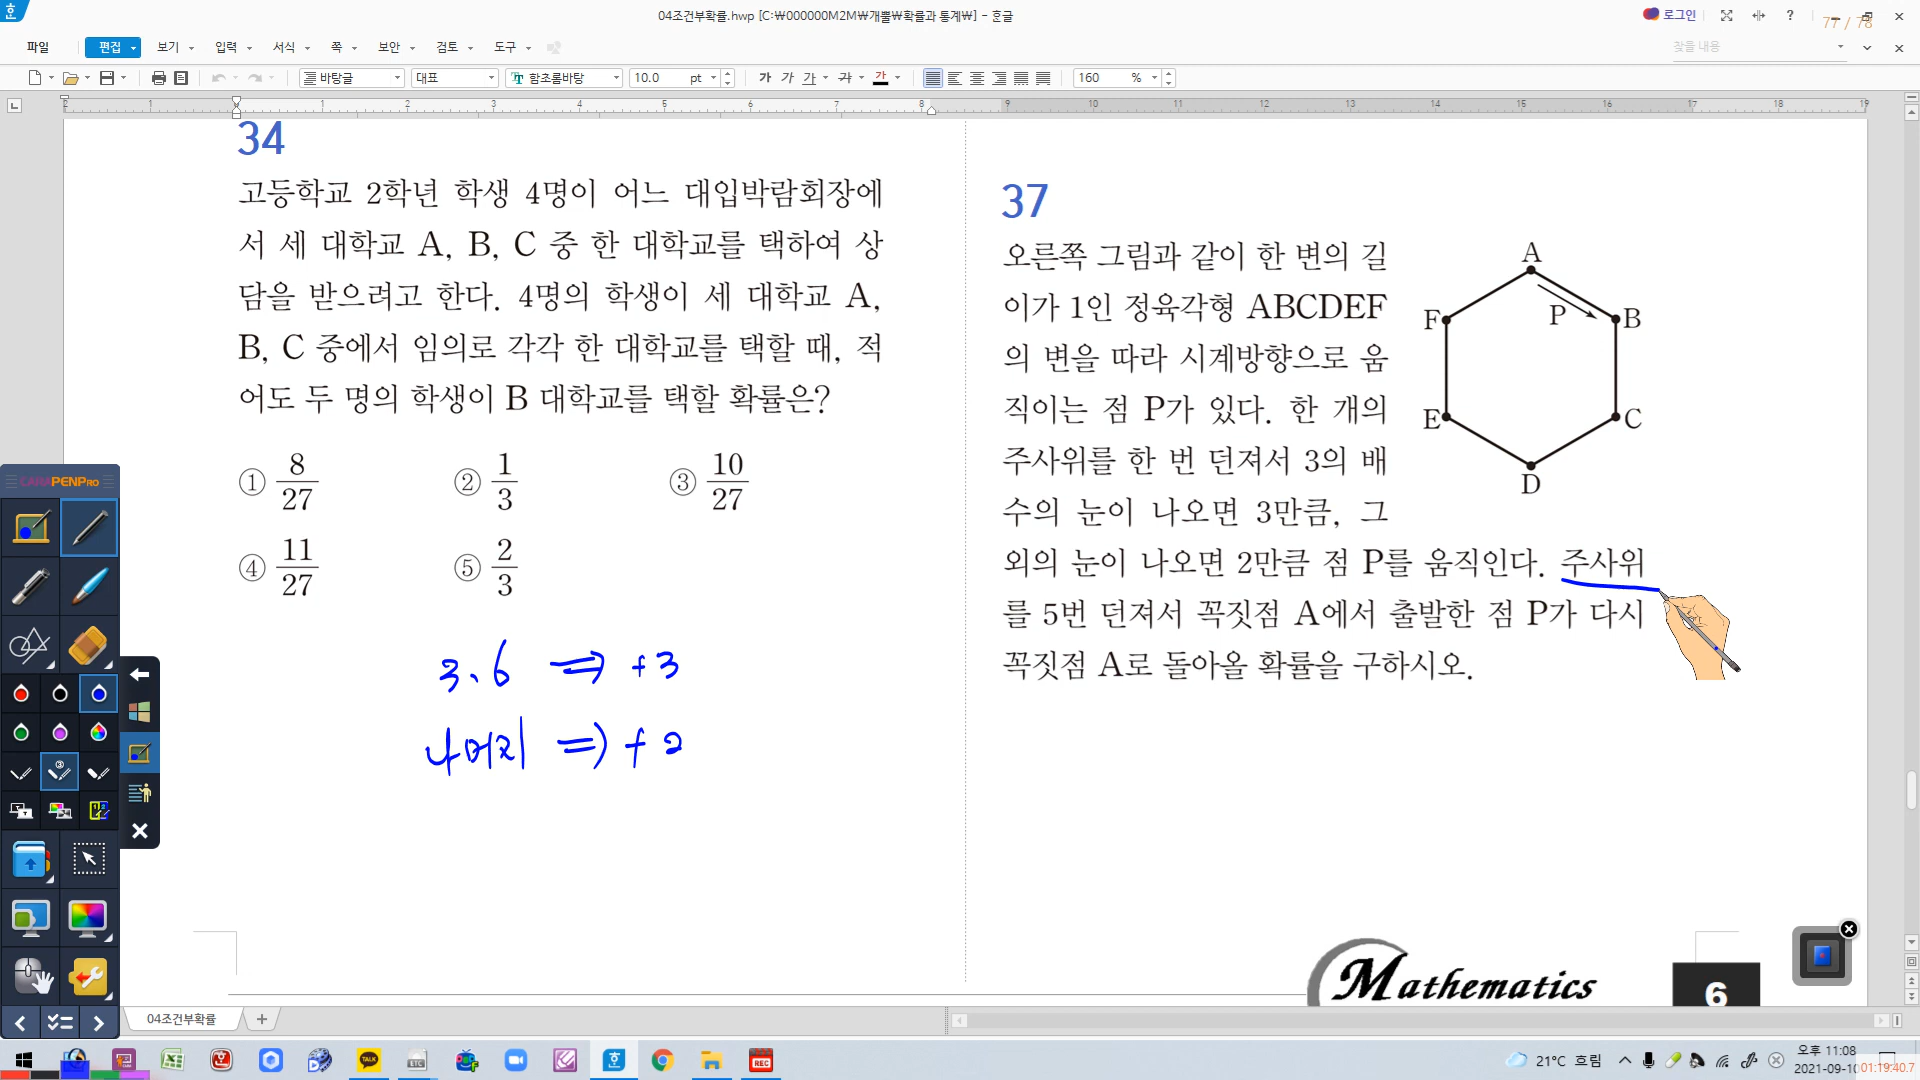 04조건부확률.hwp [C:\000000M2M\개뿔\확률과 통계\] - 한글
로그인
77 / 78
파일 편집 보기 입력 서식 쪽 보안 검토 도구
찾을 내용
바탕글 대표 함초롬바탕 10.0 pt 가 가 가 가 가 160 %
34
고등학교 2학년 학생 4명이 어느 대입박람회장에
서 세 대학교 A, B, C 중 한 대학교를 택하여 상
담을 받으려고 한다. 4명의 학생이 세 대학교 A,
B, C 중에서 임의로 각각 한 대학교를 택할 때, 적
어도 두 명의 학생이 B 대학교를 택할 확률은?
① 8/27 ② 1/3 ③ 10/27
④ 11/27 ⑤ 2/3
3, 6 ⇒ +3
나머지 ⇒ +2
37
오른쪽 그림과 같이 한 변의 길
이가 1인 정육각형 ABCDEF
의 변을 따라 시계방향으로 움
직이는 점 P가 있다. 한 개의
주사위를 한 번 던져서 3의 배
수의 눈이 나오면 3만큼, 그
외의 눈이 나오면 2만큼 점 P를 움직인다. 주사위
를 5번 던져서 꼭짓점 A에서 출발한 점 P가 다시
꼭짓점 A로 돌아올 확률을 구하시오.
A
P
B
F
E
C
D
Mathematics
6
04조건부확률
21°C 흐림
오후 11:08
01:19:40.7